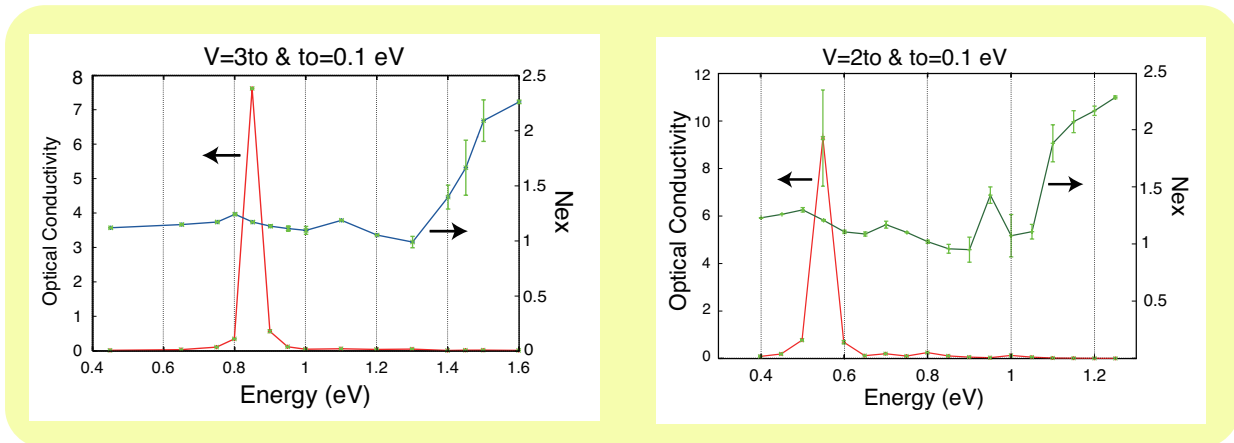 V=3to & to=0.1 eV
8
7
6
5
4
3
2
1
0
2.5
2
1.5
1
0.5
0
0.4 0.6 0.8 1.0 1.2 1.4 1.6
Optical Conductivity
Nex
Energy (eV)
V=2to & to=0.1 eV
12
10
8
6
4
2
0
2.5
2
1.5
1
0.5
0.4 0.6 0.8 1 1.2
Optical Conductivity
Nex
Energy (eV)